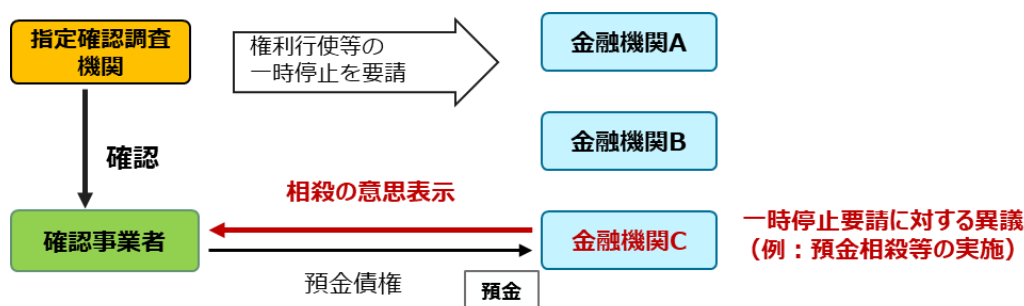 指定確認調査
機関
権利行使等の
一時停止を要請
金融機関A
金融機関B
確認
相殺の意思表示
確認事業者
金融機関C
一時停止要請に対する異議
（例：預金相殺等の実施）
預金債権
預金